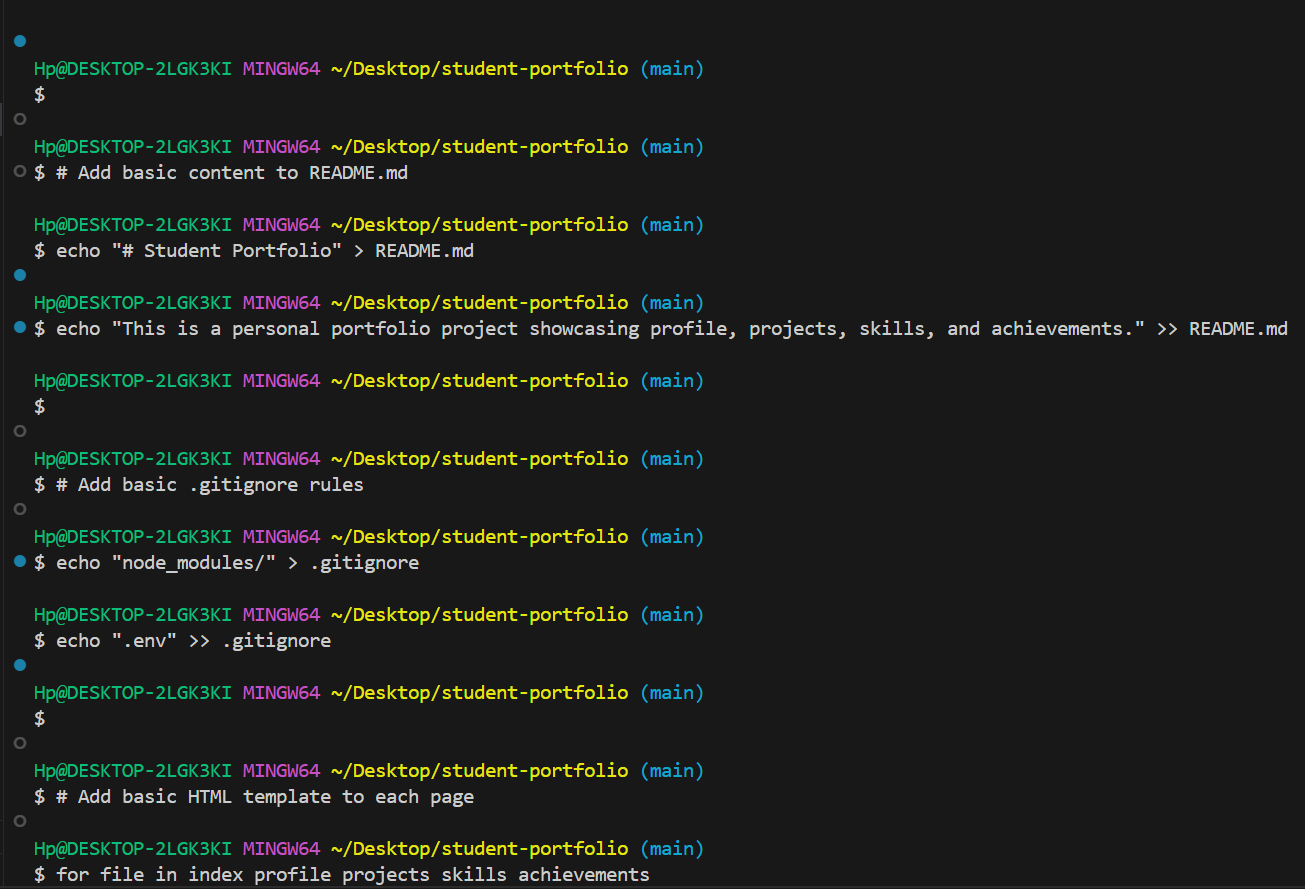 Hp@DESKTOP-2LGK3KI MINGW64 ~/Desktop/student-portfolio (main)
$
Hp@DESKTOP-2LGK3KI MINGW64 ~/Desktop/student-portfolio (main)
$ # Add basic content to README.md
Hp@DESKTOP-2LGK3KI MINGW64 ~/Desktop/student-portfolio (main)
$ echo "# Student Portfolio" > README.md
Hp@DESKTOP-2LGK3KI MINGW64 ~/Desktop/student-portfolio (main)
$ echo "This is a personal portfolio project showcasing profile, projects, skills, and achievements." >> README.md
Hp@DESKTOP-2LGK3KI MINGW64 ~/Desktop/student-portfolio (main)
$
Hp@DESKTOP-2LGK3KI MINGW64 ~/Desktop/student-portfolio (main)
$ # Add basic .gitignore rules
Hp@DESKTOP-2LGK3KI MINGW64 ~/Desktop/student-portfolio (main)
$ echo "node_modules/" > .gitignore
Hp@DESKTOP-2LGK3KI MINGW64 ~/Desktop/student-portfolio (main)
$ echo ".env" >> .gitignore
Hp@DESKTOP-2LGK3KI MINGW64 ~/Desktop/student-portfolio (main)
$
Hp@DESKTOP-2LGK3KI MINGW64 ~/Desktop/student-portfolio (main)
$ # Add basic HTML template to each page
Hp@DESKTOP-2LGK3KI MINGW64 ~/Desktop/student-portfolio (main)
$ for file in index profile projects skills achievements